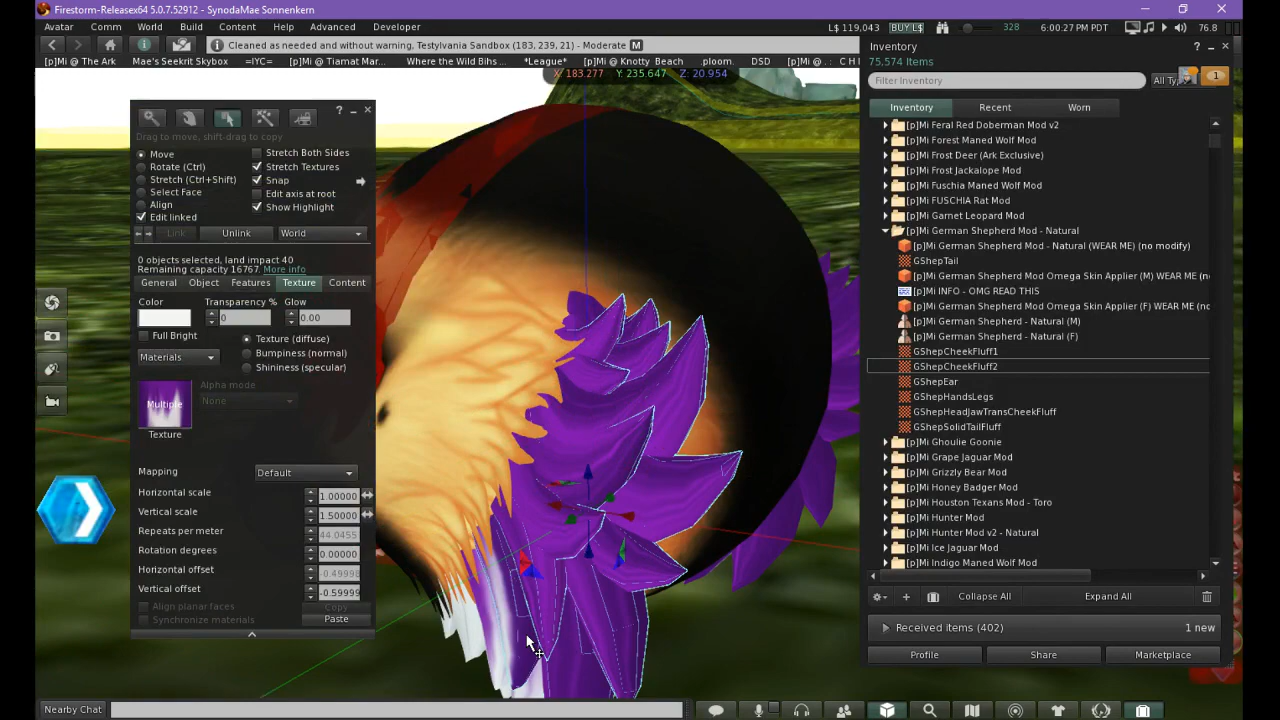 Firestorm-Releasex64 5.0.7.52912 - SynodaMae Sonnenkern
Avatar Comm World Build Content Help Advanced Developer
L$ 119,043 BUY L$ 328 6:00:27 PM PDT 76.8
Cleaned as needed and without warning, Testylvania Sandbox (183, 239, 21) - Moderate M
[p]Mi @ Gristmill Mae's Seekrit Skybox =IYC= [p]Mi @ Tiamat Mar... Where the Wild Bihs ... *League* [p]Mi @ Knotty Beach .ploom. DSD [p]Mi @ .: C H I
X: 183.277 Y: 235.647 Z: 20.954
Drag to move, shift-drag to copy
Move
Rotate (Ctrl)
Stretch (Ctrl+Shift)
Select Face
Align
Edit linked
Stretch Both Sides
Stretch Textures
Snap
Edit axis at root
Show Highlight
Link Unlink World
0 objects selected, land impact 40
Remaining capacity 16767. More info
General Object Features Texture Content
Color Transparency % Glow
0 0.00
Full Bright
Texture (diffuse)
Bumpiness (normal)
Shininess (specular)
Materials
Alpha mode
None
Multiple
Texture
Mapping Default
Horizontal scale 1.00000
Vertical scale 1.50000
Repeats per meter 44.0455
Rotation degrees 0.00000
Horizontal offset -0.49998
Vertical offset -0.59999
Align planar faces Copy
Synchronize materials Paste
Inventory
75,574 Items
Filter Inventory All Typ 1
Inventory Recent Worn
[p]Mi Feral Red Doberman Mod v2
[p]Mi Forest Maned Wolf Mod
[p]Mi Frost Deer (Ark Exclusive)
[p]Mi Frost Jackalope Mod
[p]Mi Fuschia Maned Wolf Mod
[p]Mi FUSCHIA Rat Mod
[p]Mi Garnet Leopard Mod
[p]Mi German Shepherd Mod - Natural
[p]Mi German Shepherd Mod - Natural (WEAR ME) (no modify)
GShepTail
[p]Mi German Shepherd Mod Omega Skin Applier (M) WEAR ME (no
[p]Mi INFO - OMG READ THIS
[p]Mi German Shepherd Mod Omega Skin Applier (F) WEAR ME (no
[p]Mi German Shepherd - Natural (M)
[p]Mi German Shepherd - Natural (F)
GShepCheekFluff1
GShepCheekFluff2
GShepEar
GShepHandsLegs
GShepHeadJawTransCheekFluff
GShepSolidTailFluff
[p]Mi Ghoulie Goonie
[p]Mi Grape Jaguar Mod
[p]Mi Grizzly Bear Mod
[p]Mi Honey Badger Mod
[p]Mi Houston Texans Mod - Toro
[p]Mi Hunter Mod
[p]Mi Hunter Mod v2 - Natural
[p]Mi Ice Jaguar Mod
[p]Mi Indigo Maned Wolf Mod
Collapse All Expand All
Received items (402) 1 new
Profile Share Marketplace
Nearby Chat